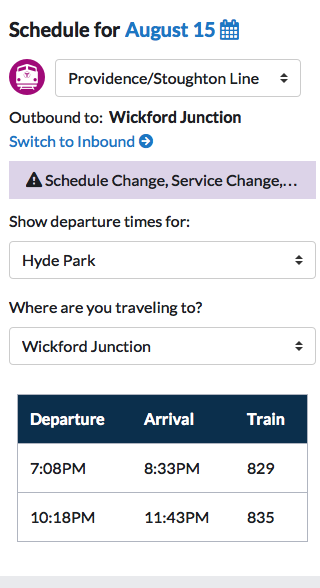 Schedule for August 15
Providence/Stoughton Line
Outbound to: Wickford Junction
Switch to Inbound
Schedule Change, Service Change,...
Show departure times for:
Hyde Park
Where are you traveling to?
Wickford Junction
Departure Arrival Train
7:08PM 8:33PM 829
10:18PM 11:43PM 835